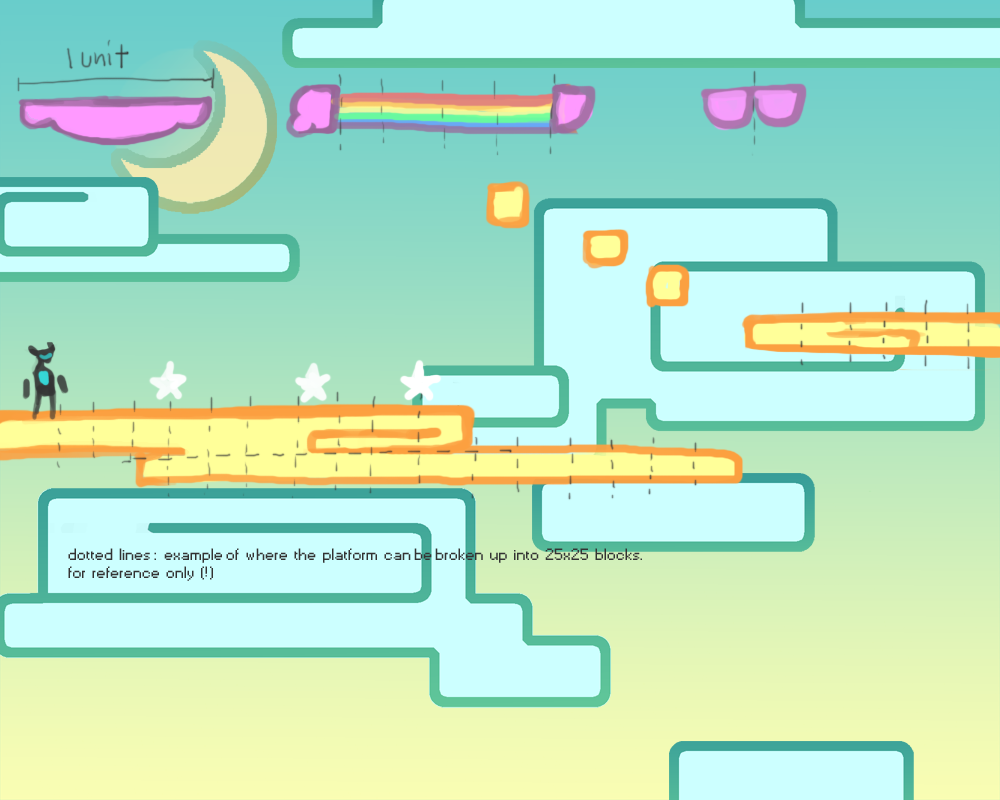 1 unit
dotted lines: example of where the platform can be broken up into 25x25 blocks.
for reference only (!)